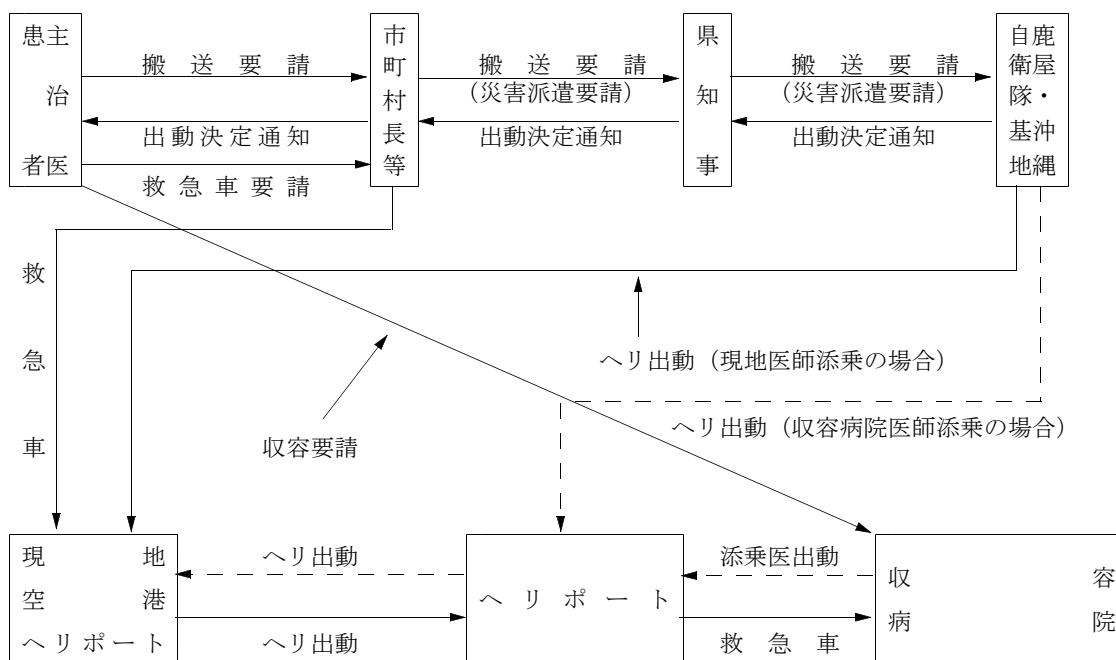 患者
主治医
市町村長等
県知事
自衛隊基地
鹿屋・沖縄
搬送要請
搬送要請
(災害派遣要請)
搬送要請
(災害派遣要請)
出動決定通知
出動決定通知
出動決定通知
救急車要請
救急車
ヘリ出動（現地医師添乗の場合）
ヘリ出動（収容病院医師添乗の場合）
収容要請
現地
空港
ヘリポート
ヘリ出動
ヘリ出動
ヘリポート
添乗医出動
救急車
収容
病院